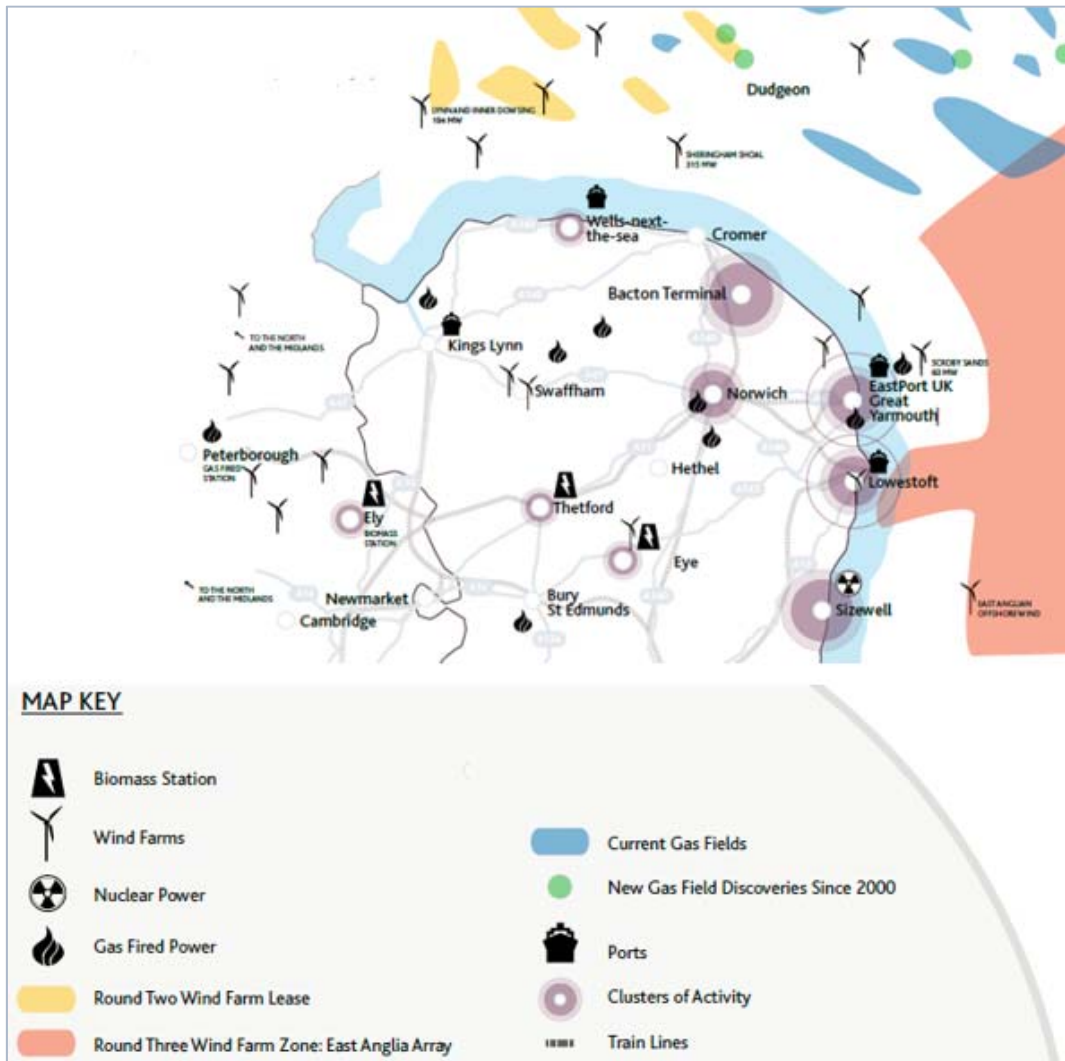 LYNN AND INNER DOWSING
194 MW
Dudgeon
SHERINGHAM SHOAL
315 MW
Wells-next-
the-sea
Cromer
Bacton Terminal
TO THE NORTH
AND THE MIDLANDS
Kings Lynn
Swaffham
Norwich
SCROBY SANDS
60 MW
EastPort UK
Great
Yarmouth
Peterborough
GAS FIRED
STATION
Hethel
Lowestoft
Ely
BIOMASS
STATION
Thetford
Eye
TO THE NORTH
AND THE MIDLANDS
Newmarket
Cambridge
Bury
St Edmunds
Sizewell
EAST ANGLIAN
OFFSHORE WIND
MAP KEY
Biomass Station
Wind Farms
Nuclear Power
Gas Fired Power
Round Two Wind Farm Lease
Round Three Wind Farm Zone: East Anglia Array
Current Gas Fields
New Gas Field Discoveries Since 2000
Ports
Clusters of Activity
Train Lines